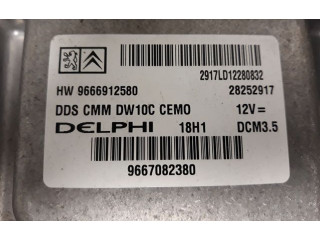 2917LD12280832
HW 9666912580 28252917
DDS CMM DW10C CEMO 12V=
DELPHI 18H1 DCM3.5
9667082380